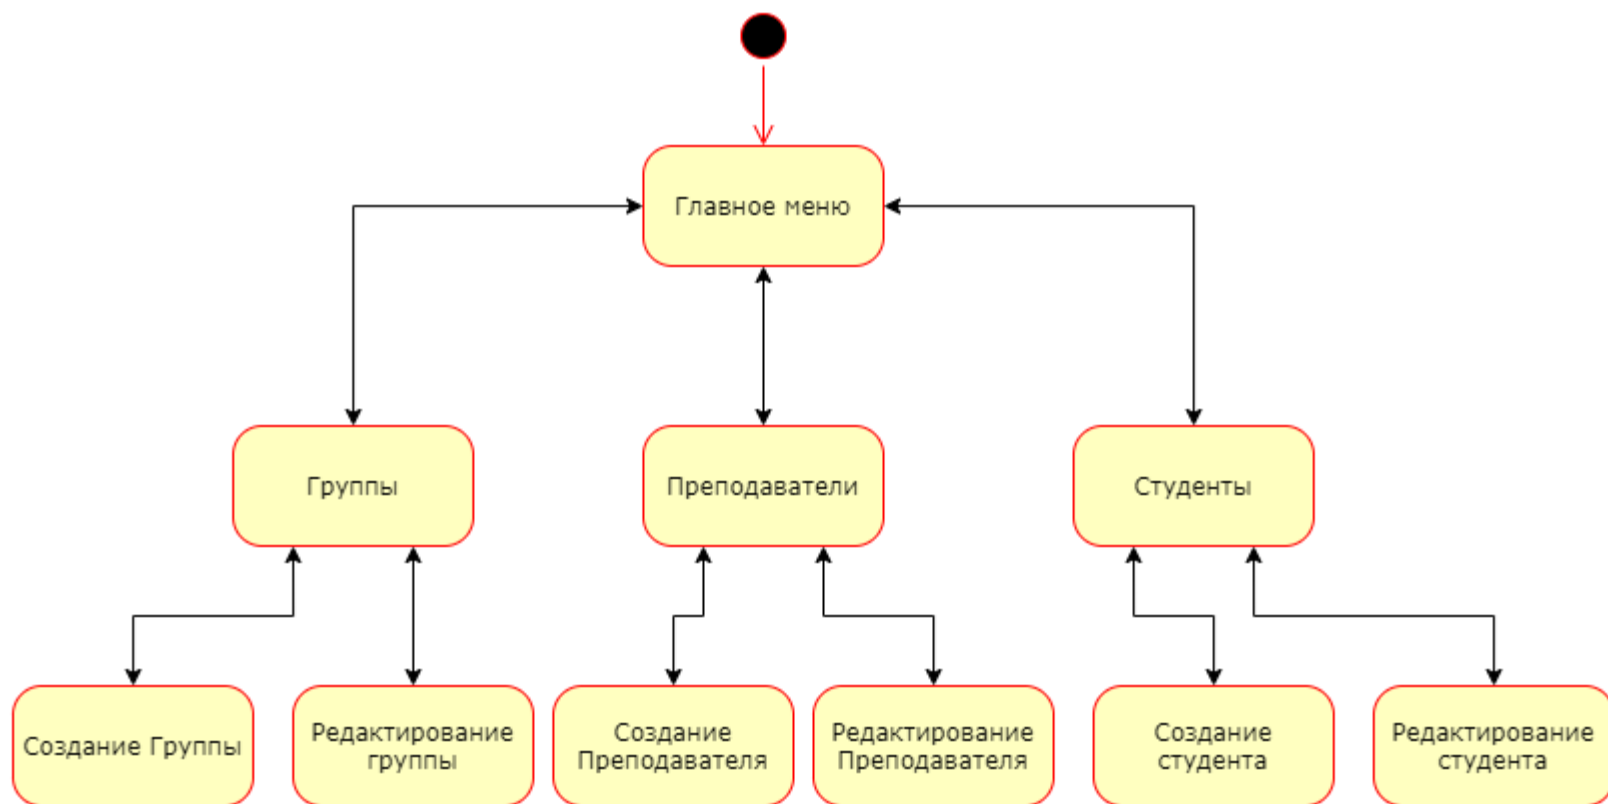 Главное меню
Группы
Преподаватели
Студенты
Создание Группы
Редактирование
группы
Создание
Преподавателя
Редактирование
Преподавателя
Создание
студента
Редактирование
студента